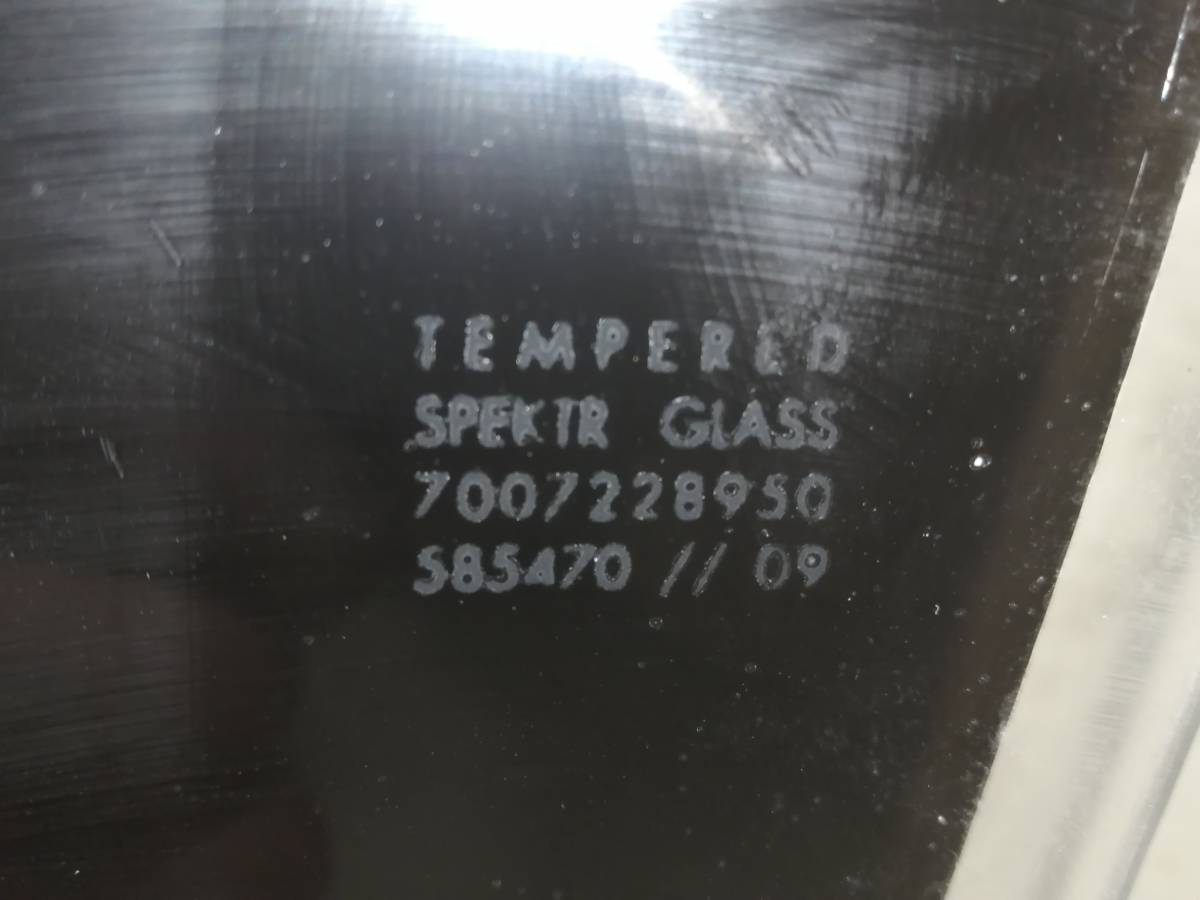 TEMPERED
SPEKTR GLASS
7007228950
585470 // 09